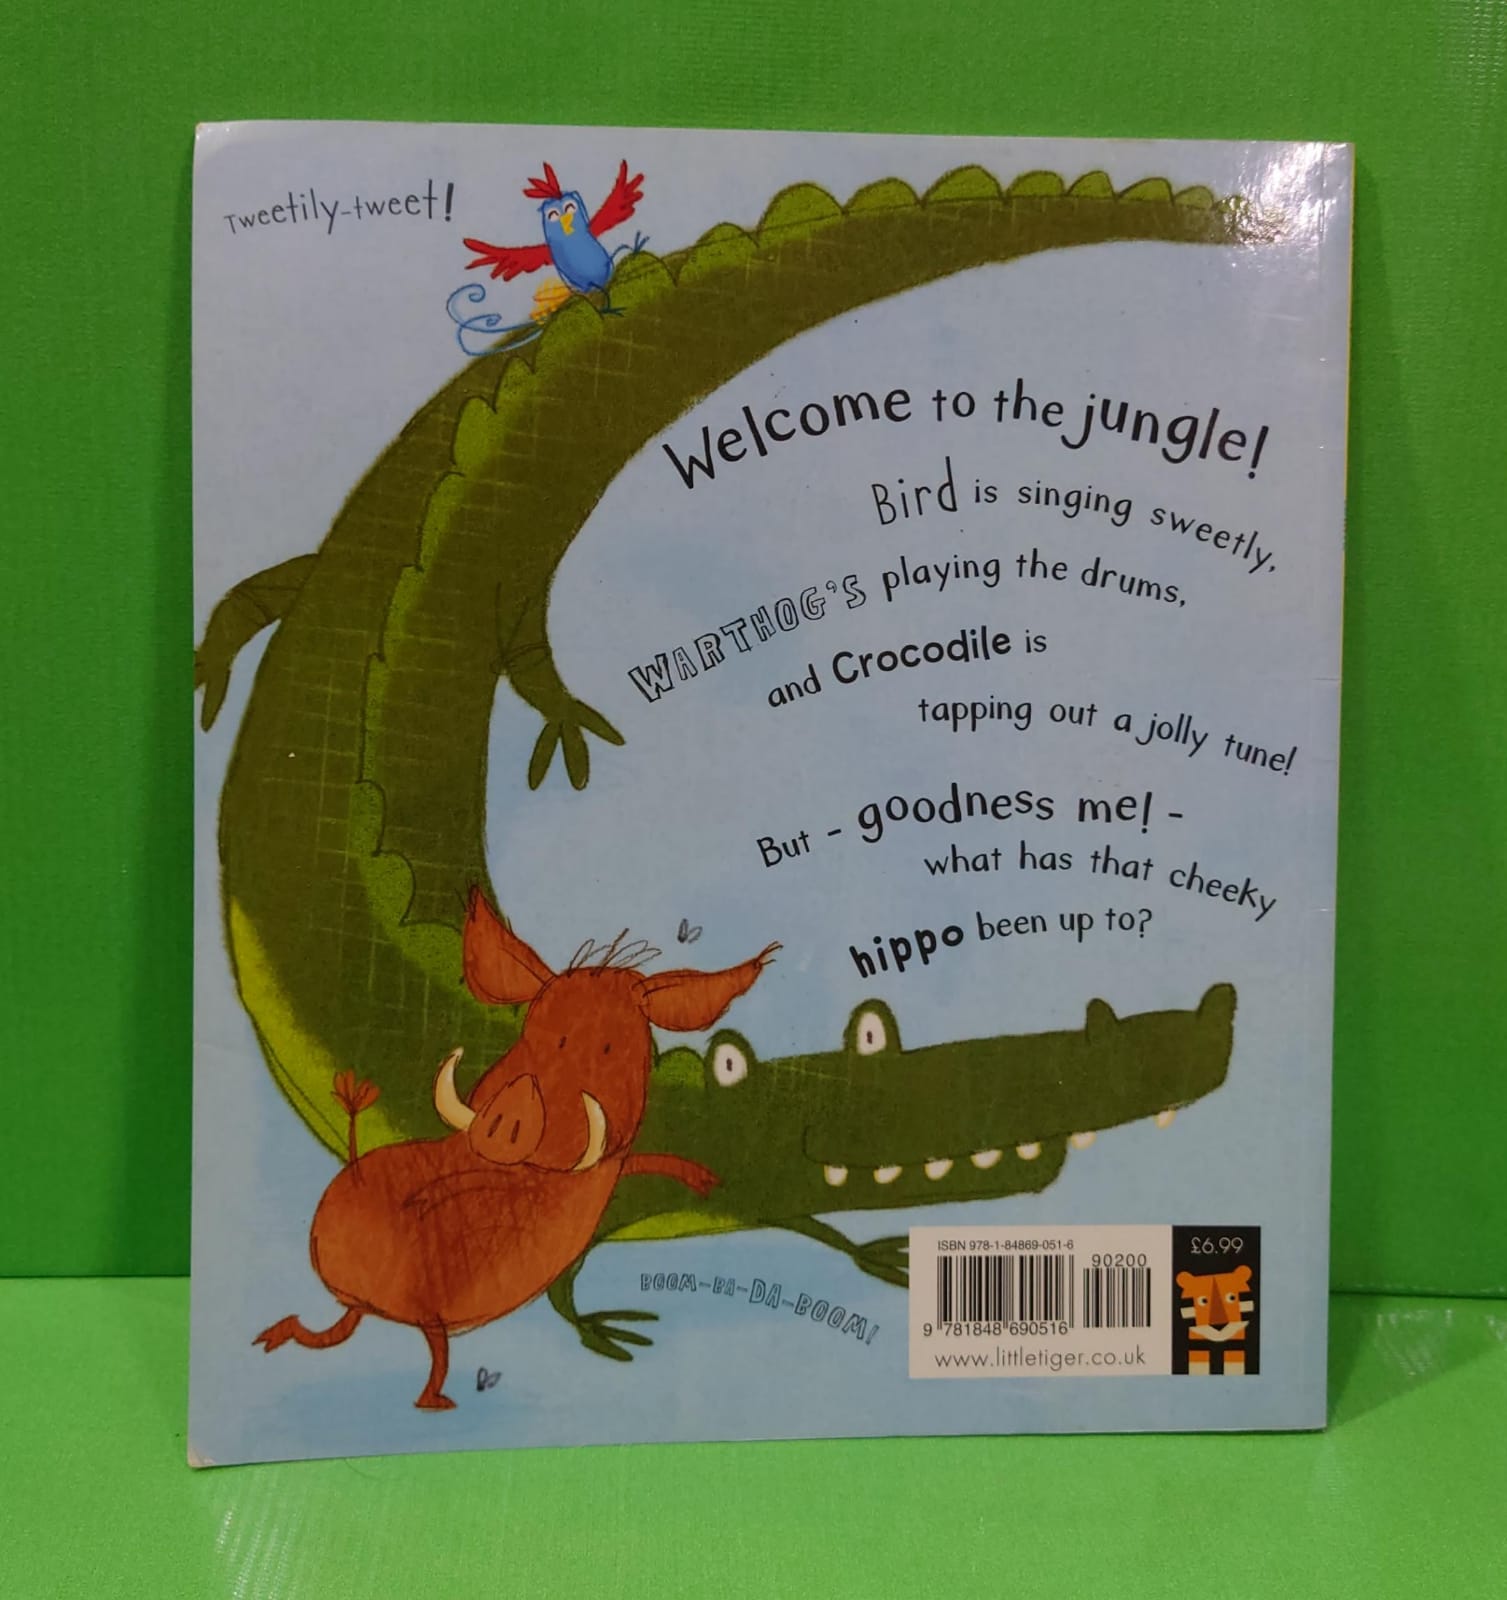 Tweetily-tweet!
Welcome to the jungle!
Bird is singing sweetly,
WARTHOG'S playing the drums,
and Crocodile is
tapping out a jolly tune!
But - goodness me! -
what has that cheeky
hippo been up to?
BOOM-BA-DA-BOOM!
ISBN 978-1-84869-051-6
90200
9 781848 690516
www.littletiger.co.uk
£6.99